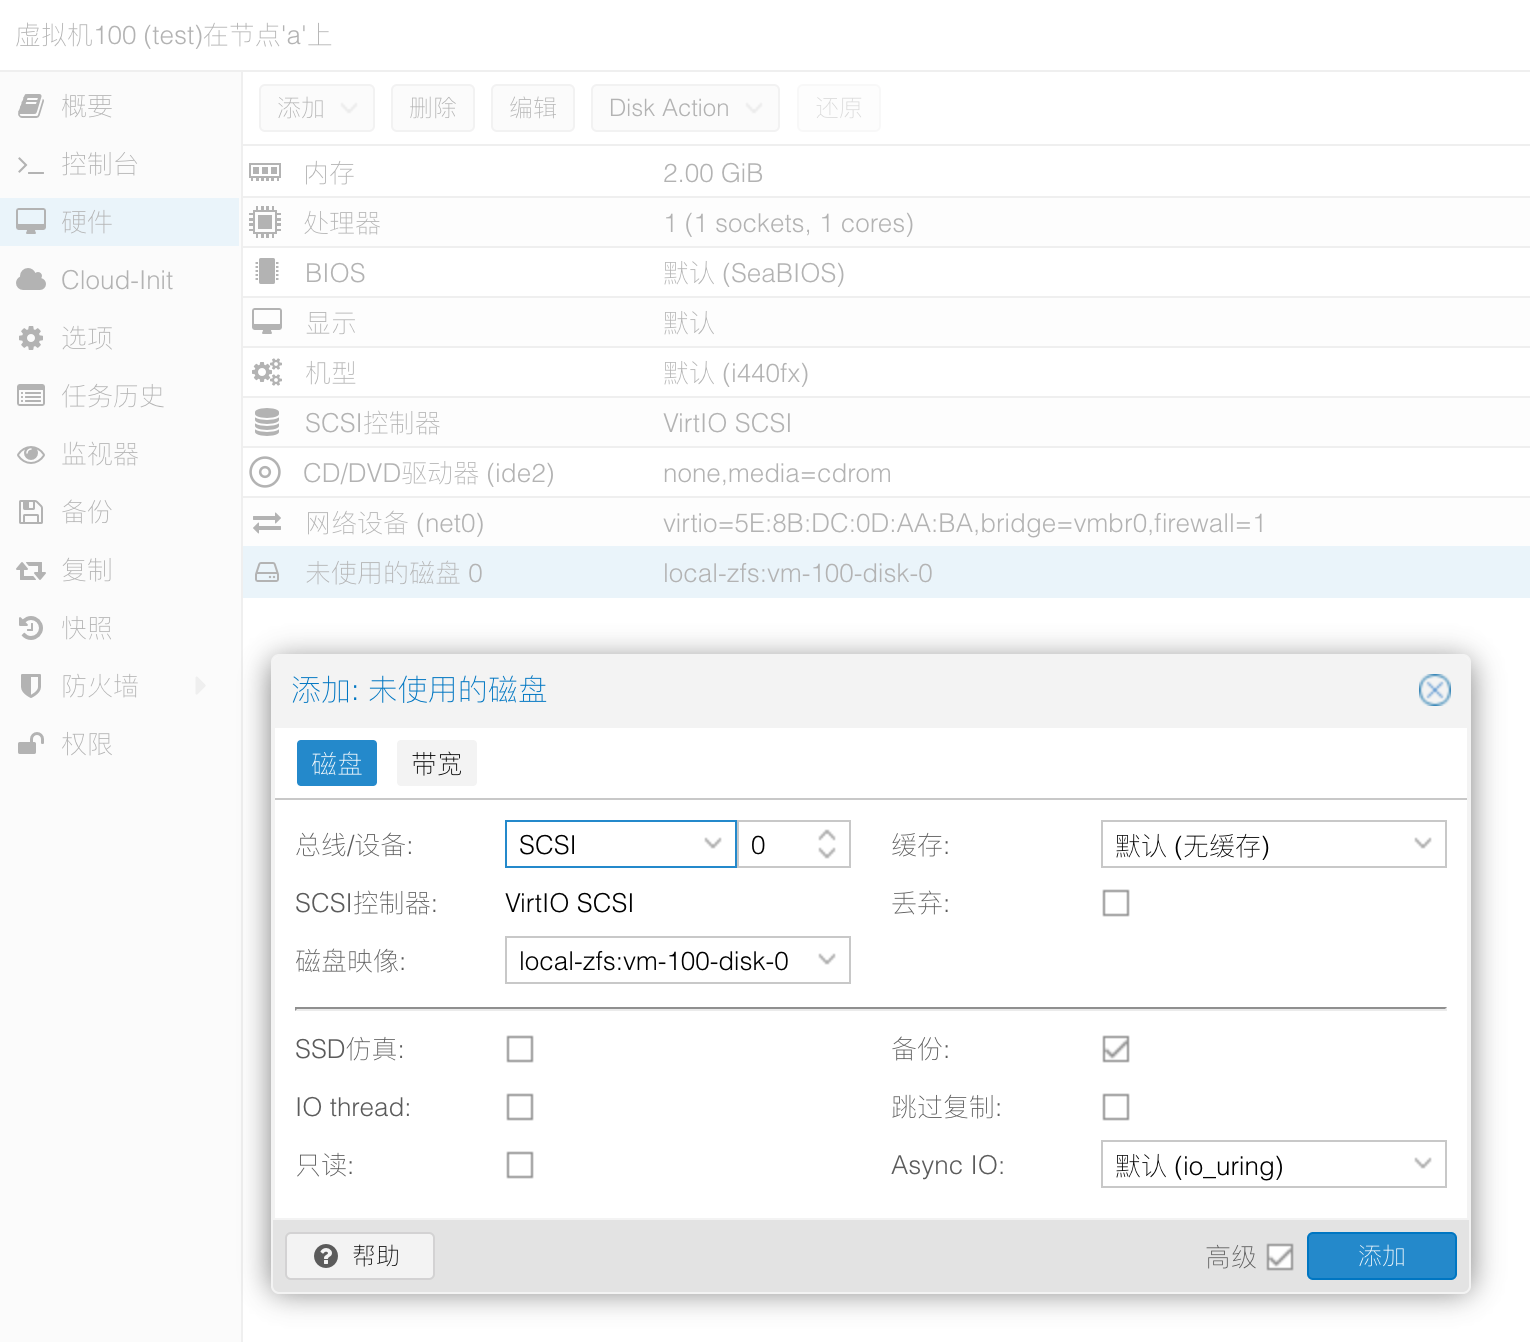 虚拟机100 (test)在节点'a'上
概要
控制台
硬件
Cloud-Init
选项
任务历史
监视器
备份
复制
快照
防火墙
权限
添加 删除 编辑 Disk Action 还原
内存 2.00 GiB
处理器 1 (1 sockets, 1 cores)
BIOS 默认 (SeaBIOS)
显示 默认
机型 默认 (i440fx)
SCSI控制器 VirtIO SCSI
CD/DVD驱动器 (ide2) none,media=cdrom
网络设备 (net0) virtio=5E:8B:DC:0D:AA:BA,bridge=vmbr0,firewall=1
未使用的磁盘 0 local-zfs:vm-100-disk-0
添加: 未使用的磁盘
磁盘 带宽
总线/设备: SCSI 0 缓存: 默认 (无缓存)
SCSI控制器: VirtIO SCSI 丢弃:
磁盘映像: local-zfs:vm-100-disk-0
SSD仿真: 备份:
IO thread: 跳过复制:
只读: Async IO: 默认 (io_uring)
帮助 高级 添加